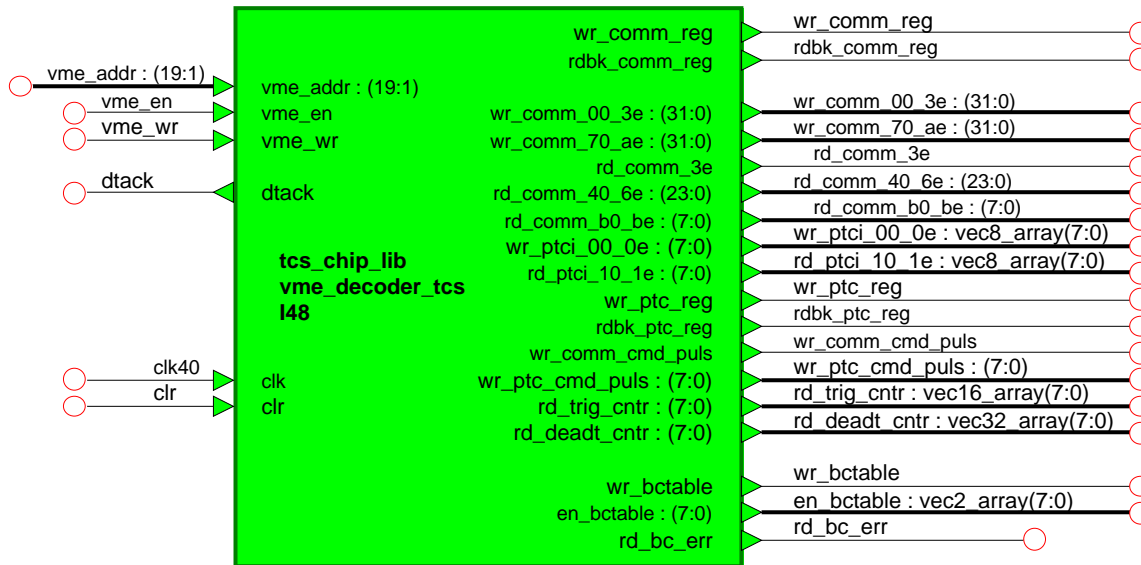 wr_comm_reg wr_comm_reg
rdbk_comm_reg rdbk_comm_reg
vme_addr : (19:1) vme_addr : (19:1)
vme_en vme_en wr_comm_00_3e : (31:0) wr_comm_00_3e : (31:0)
vme_wr vme_wr wr_comm_70_ae : (31:0) wr_comm_70_ae : (31:0)
rd_comm_3e rd_comm_3e
dtack dtack rd_comm_40_6e : (23:0) rd_comm_40_6e : (23:0)
rd_comm_b0_be : (7:0) rd_comm_b0_be : (7:0)
wr_ptci_00_0e : (7:0) wr_ptci_00_0e : vec8_array(7:0)
tcs_chip_lib rd_ptci_10_1e : (7:0) rd_ptci_10_1e : vec8_array(7:0)
vme_decoder_tcs wr_ptc_reg wr_ptc_reg
I48 rdbk_ptc_reg rdbk_ptc_reg
wr_comm_cmd_puls wr_comm_cmd_puls
clk40 clk wr_ptc_cmd_puls : (7:0) wr_ptc_cmd_puls : (7:0)
clr clr rd_trig_cntr : (7:0) rd_trig_cntr : vec16_array(7:0)
rd_deadt_cntr : (7:0) rd_deadt_cntr : vec32_array(7:0)
wr_bctable wr_bctable
en_bctable : (7:0) en_bctable : vec2_array(7:0)
rd_bc_err rd_bc_err